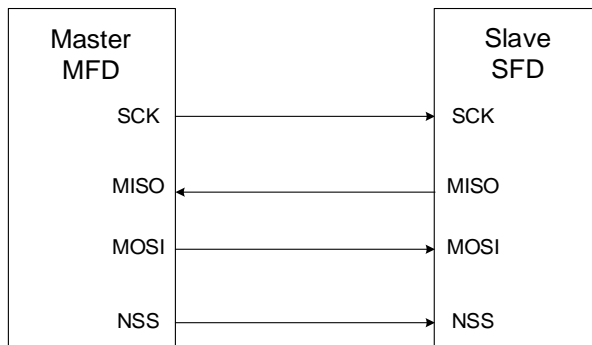 Master
MFD
Slave
SFD
SCK
SCK
MISO
MISO
MOSI
MOSI
NSS
NSS